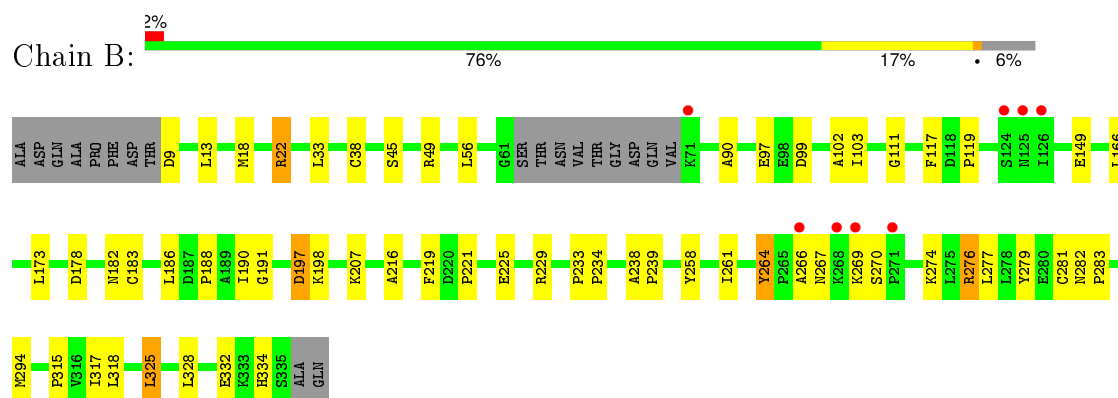 2%
Chain B:
76% 17% • 6%
ALA ASP GLN ALA PRO PHE ASP THR D9 L13 M18 R22 L33 C38 S45 R49 L56 G61 SER THR ASN VAL THR GLY ASP GLN VAL K71 A90 E97 E98 D99 A102 I103 G111 F117 D118 P119 S124 N125 I126 E149 L166
L173 D178 N182 C183 L186 D187 P188 A189 I190 G191 D197 K198 K207 A216 F219 D220 P221 E225 R229 P233 P234 A238 P239 Y258 I261 Y264 P265 A266 N267 K268 K269 S270 P271 K274 L275 R276 L277 L278 Y279 E280 C281 N282 P283
M294 P315 V316 I317 L318 L325 L328 E332 K333 H334 S335 ALA GLN